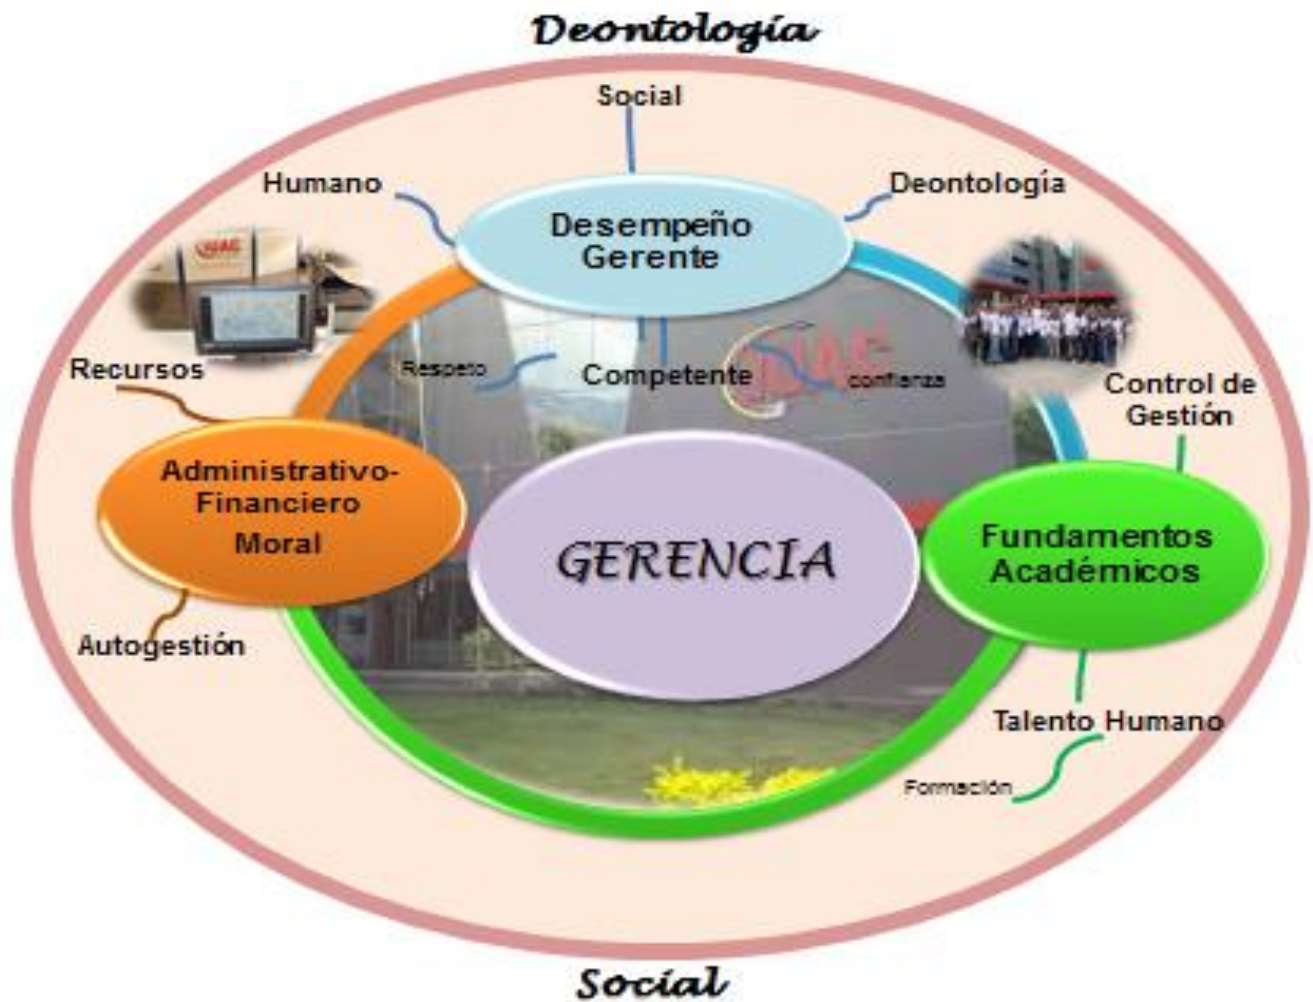 Deontología
Social
Humano
Deontología
Desempeño
Gerente
Respeto
Competente
confianza
Recursos
Control de
Gestión
Administrativo-
Financiero
Moral
GERENCIA
Fundamentos
Académicos
Autogestión
Talento Humano
Formación
Social